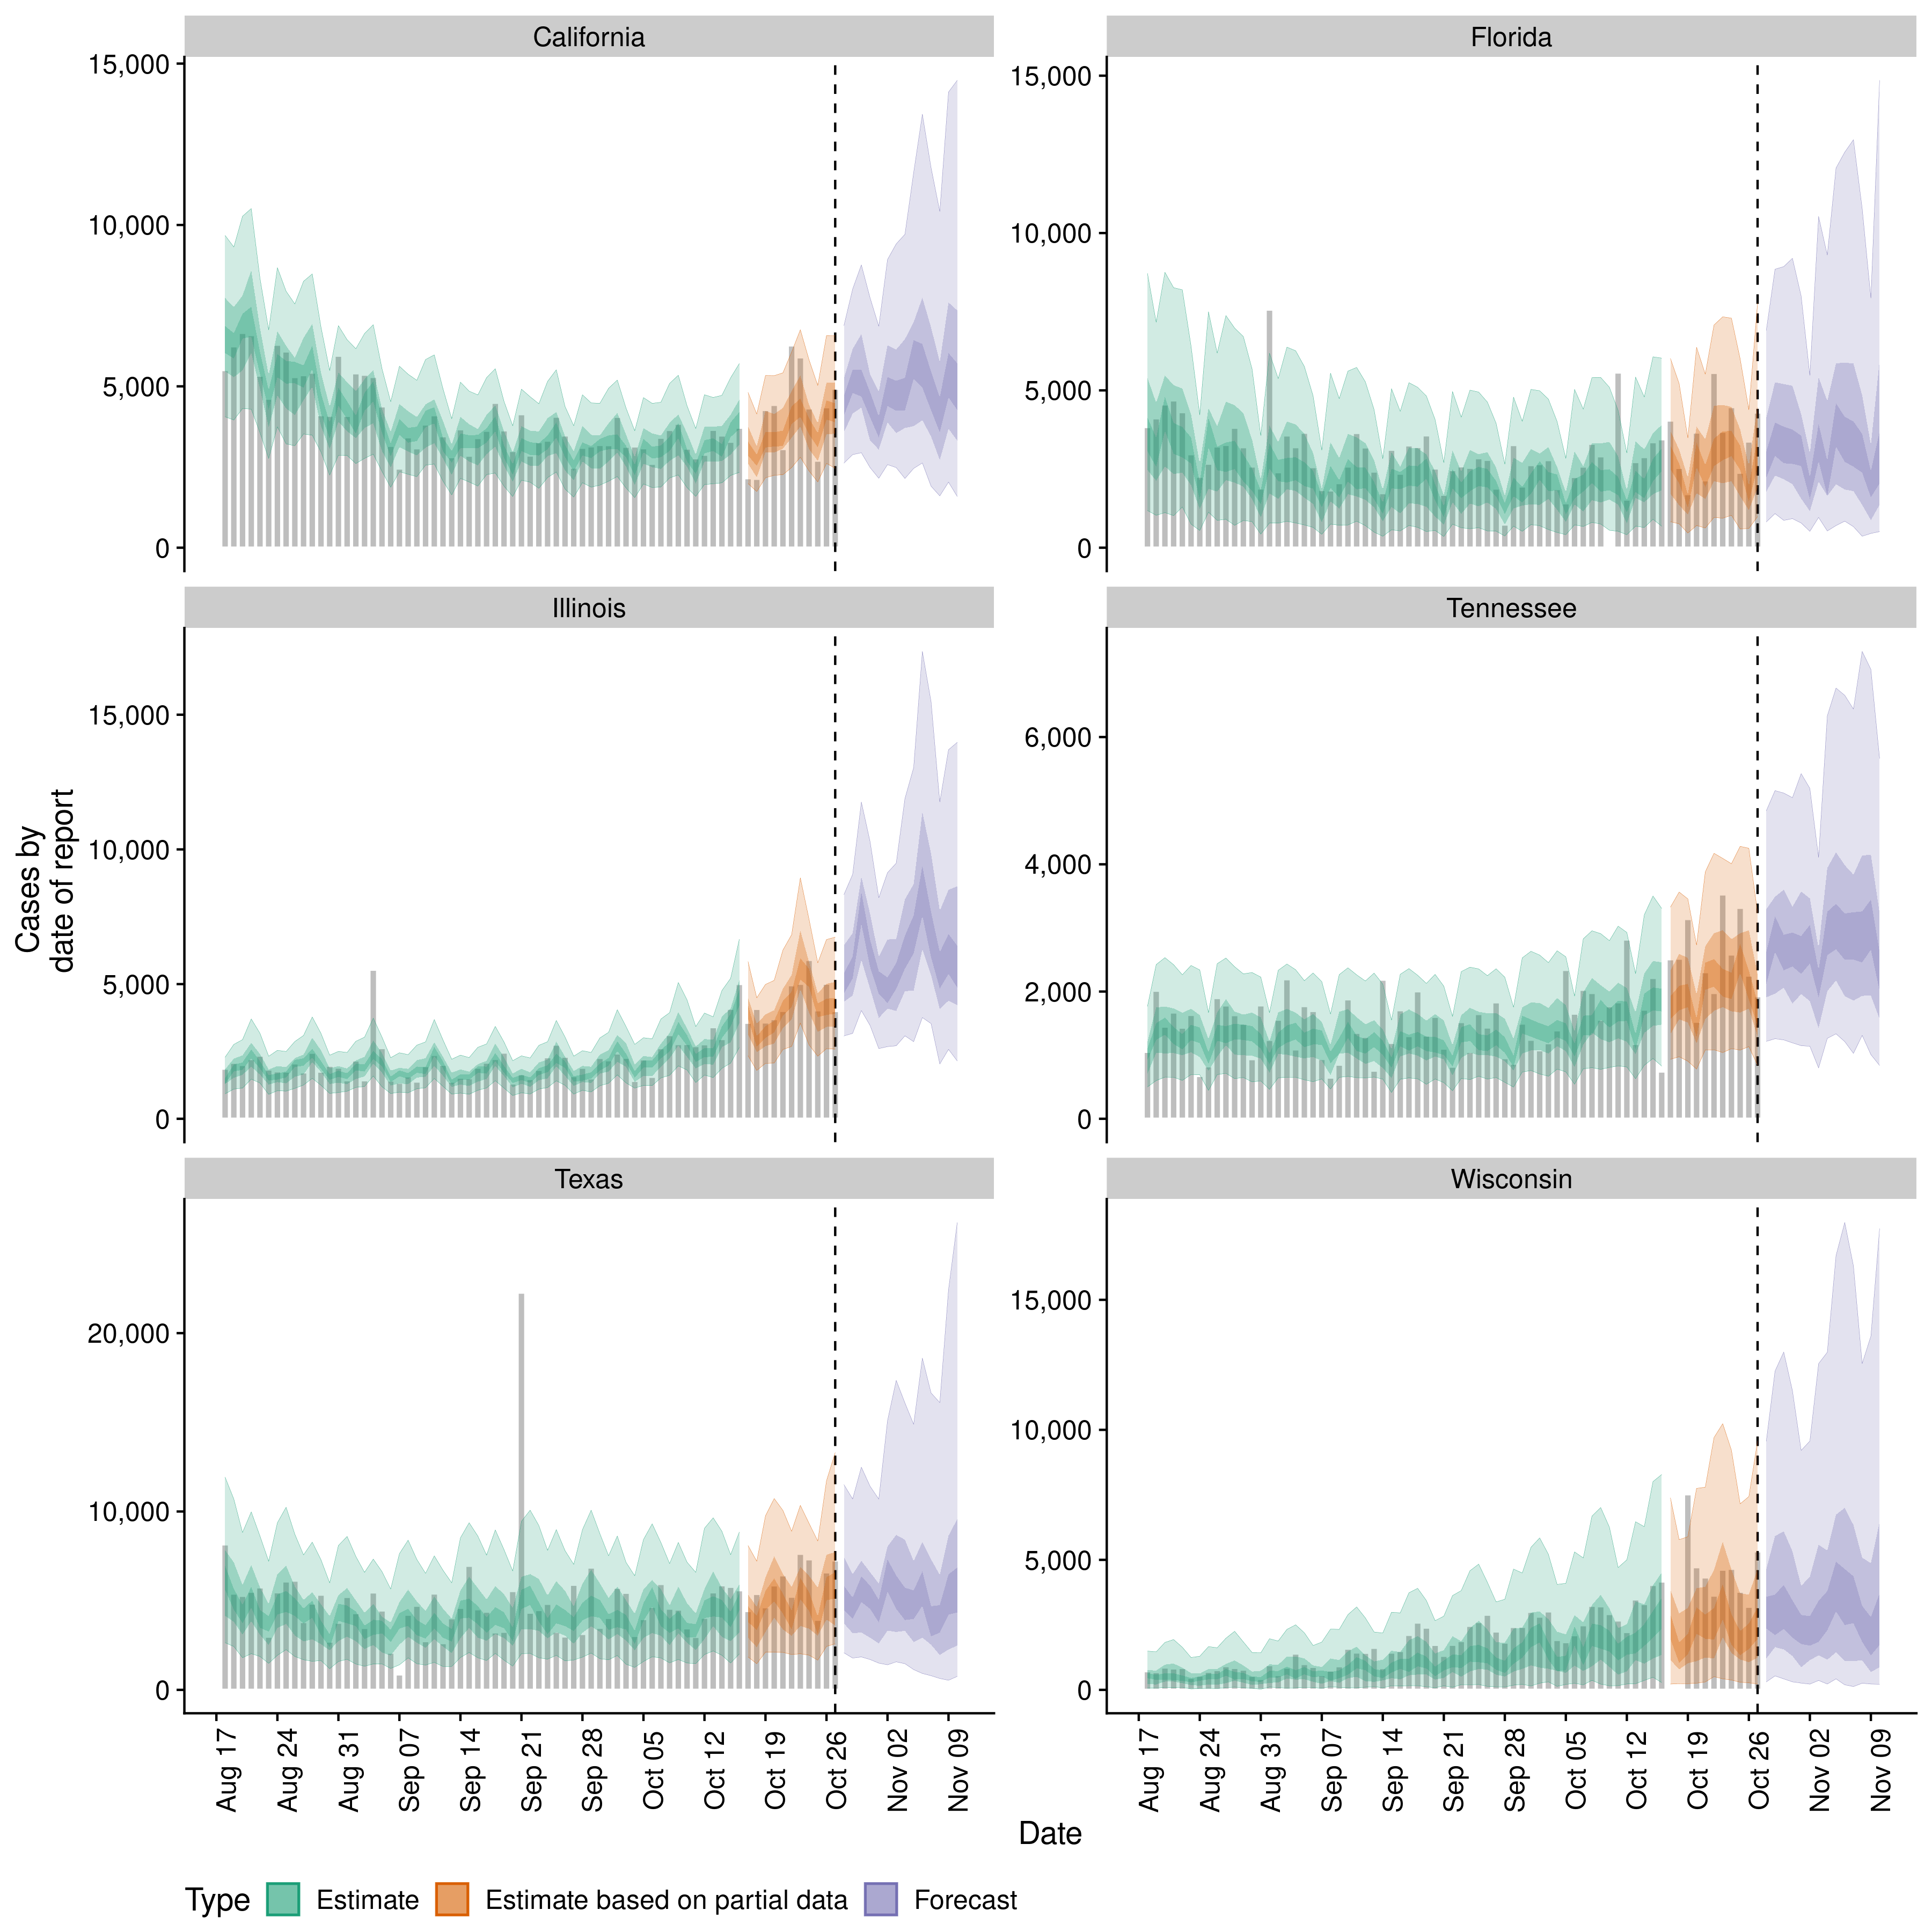 California
Florida
15,000
10,000
5,000
0
15,000
10,000
5,000
0
Illinois
Tennessee
15,000
10,000
5,000
0
6,000
4,000
2,000
0
Cases by
date of report
Texas
Wisconsin
20,000
10,000
0
15,000
10,000
5,000
0
Aug 17
Aug 24
Aug 31
Sep 07
Sep 14
Sep 21
Sep 28
Oct 05
Oct 12
Oct 19
Oct 26
Nov 02
Nov 09
Aug 17
Aug 24
Aug 31
Sep 07
Sep 14
Sep 21
Sep 28
Oct 05
Oct 12
Oct 19
Oct 26
Nov 02
Nov 09
Date
Type Estimate Estimate based on partial data Forecast